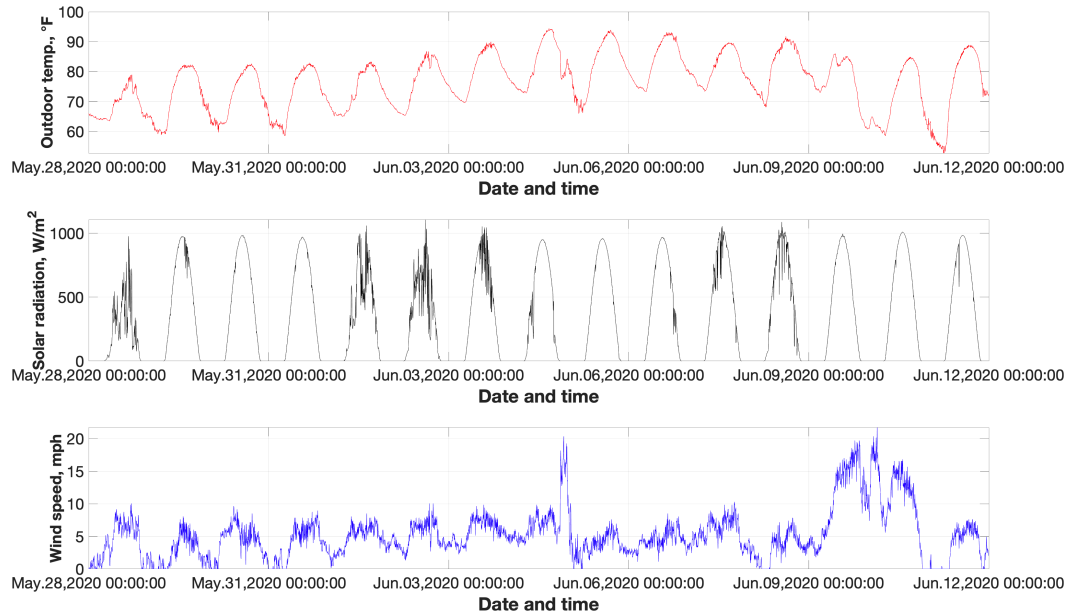 Outdoor temp., °F
100
90
80
70
60
May.28,2020 00:00:00 May.31,2020 00:00:00 Jun.03,2020 00:00:00 Jun.06,2020 00:00:00 Jun.09,2020 00:00:00 Jun.12,2020 00:00:00
Date and time
Solar radiation, W/m²
1000
500
0
May.28,2020 00:00:00 May.31,2020 00:00:00 Jun.03,2020 00:00:00 Jun.06,2020 00:00:00 Jun.09,2020 00:00:00 Jun.12,2020 00:00:00
Date and time
Wind speed, mph
20
15
10
5
0
May.28,2020 00:00:00 May.31,2020 00:00:00 Jun.03,2020 00:00:00 Jun.06,2020 00:00:00 Jun.09,2020 00:00:00 Jun.12,2020 00:00:00
Date and time